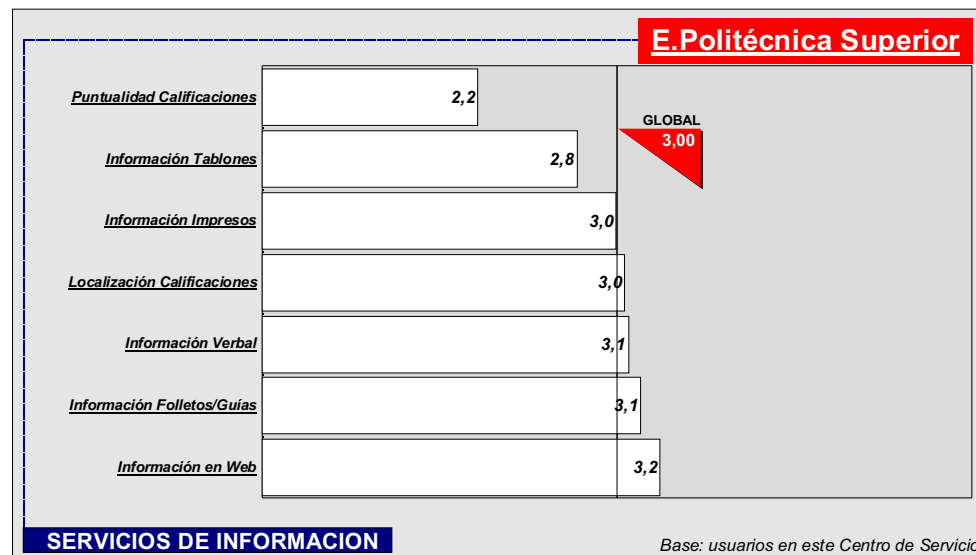 E.Politécnica Superior
Puntualidad Calificaciones 2,2
GLOBAL
3,00
Información Tablones 2,8
Información Impresos 3,0
Localización Calificaciones 3,0
Información Verbal 3,1
Información Folletos/Guías 3,1
Información en Web 3,2
SERVICIOS DE INFORMACION
Base: usuarios en este Centro de Servicio